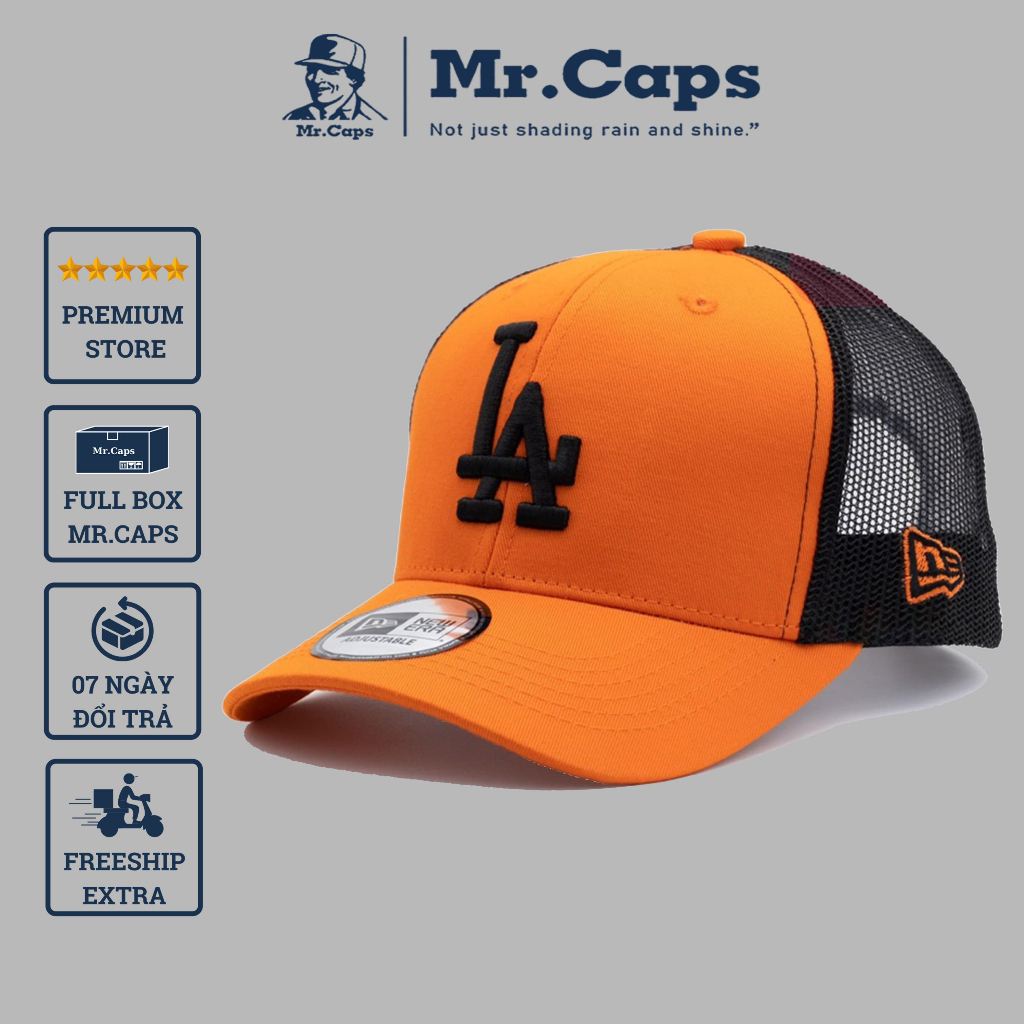 Mr.Caps
Mr.Caps
Not just shading rain and shine.”
PREMIUM
STORE
Mr.Caps
FULL BOX
MR.CAPS
07 NGÀY
ĐỔI TRẢ
FREESHIP
EXTRA
LA
NEW
ERA
ADJUSTABLE